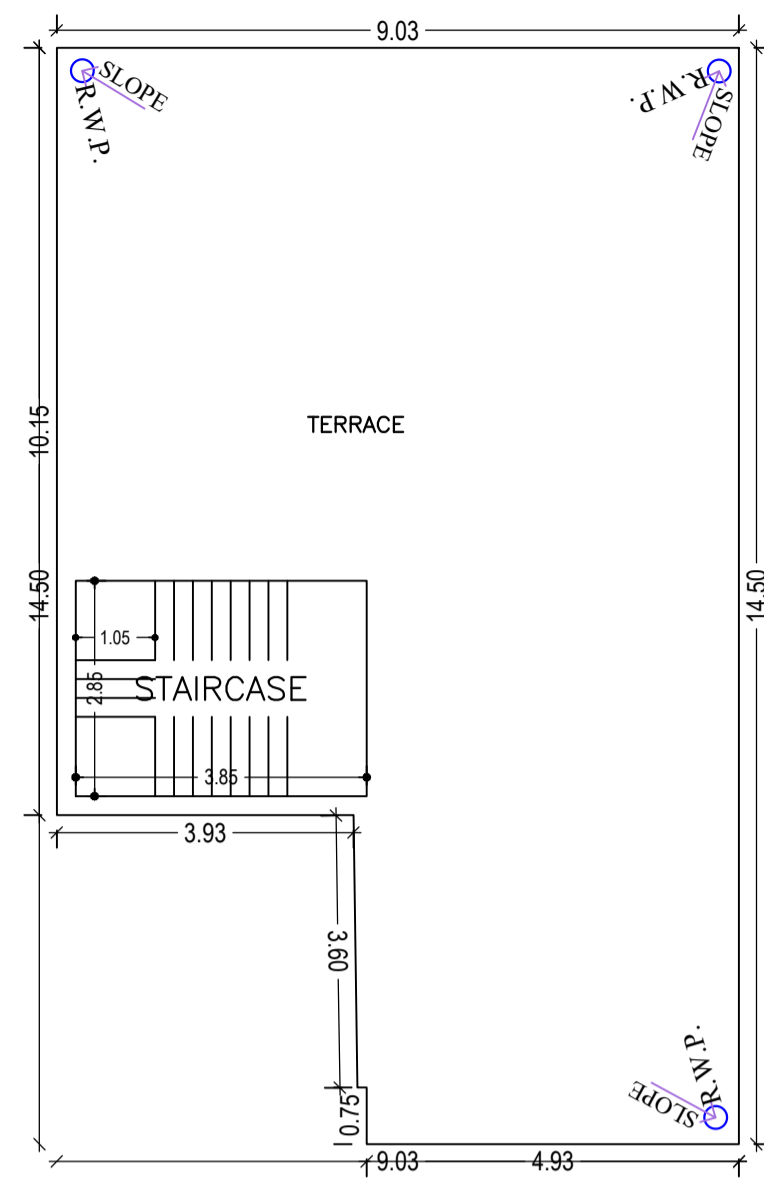 9.03
SLOPE
R.W.P.
R.W.P.
SLOPE
10.15
TERRACE
14.50
14.50
1.05
2.85
STAIRCASE
3.85
3.93
3.60
R.W.P.
SLOPE
0.75
9.03
4.93